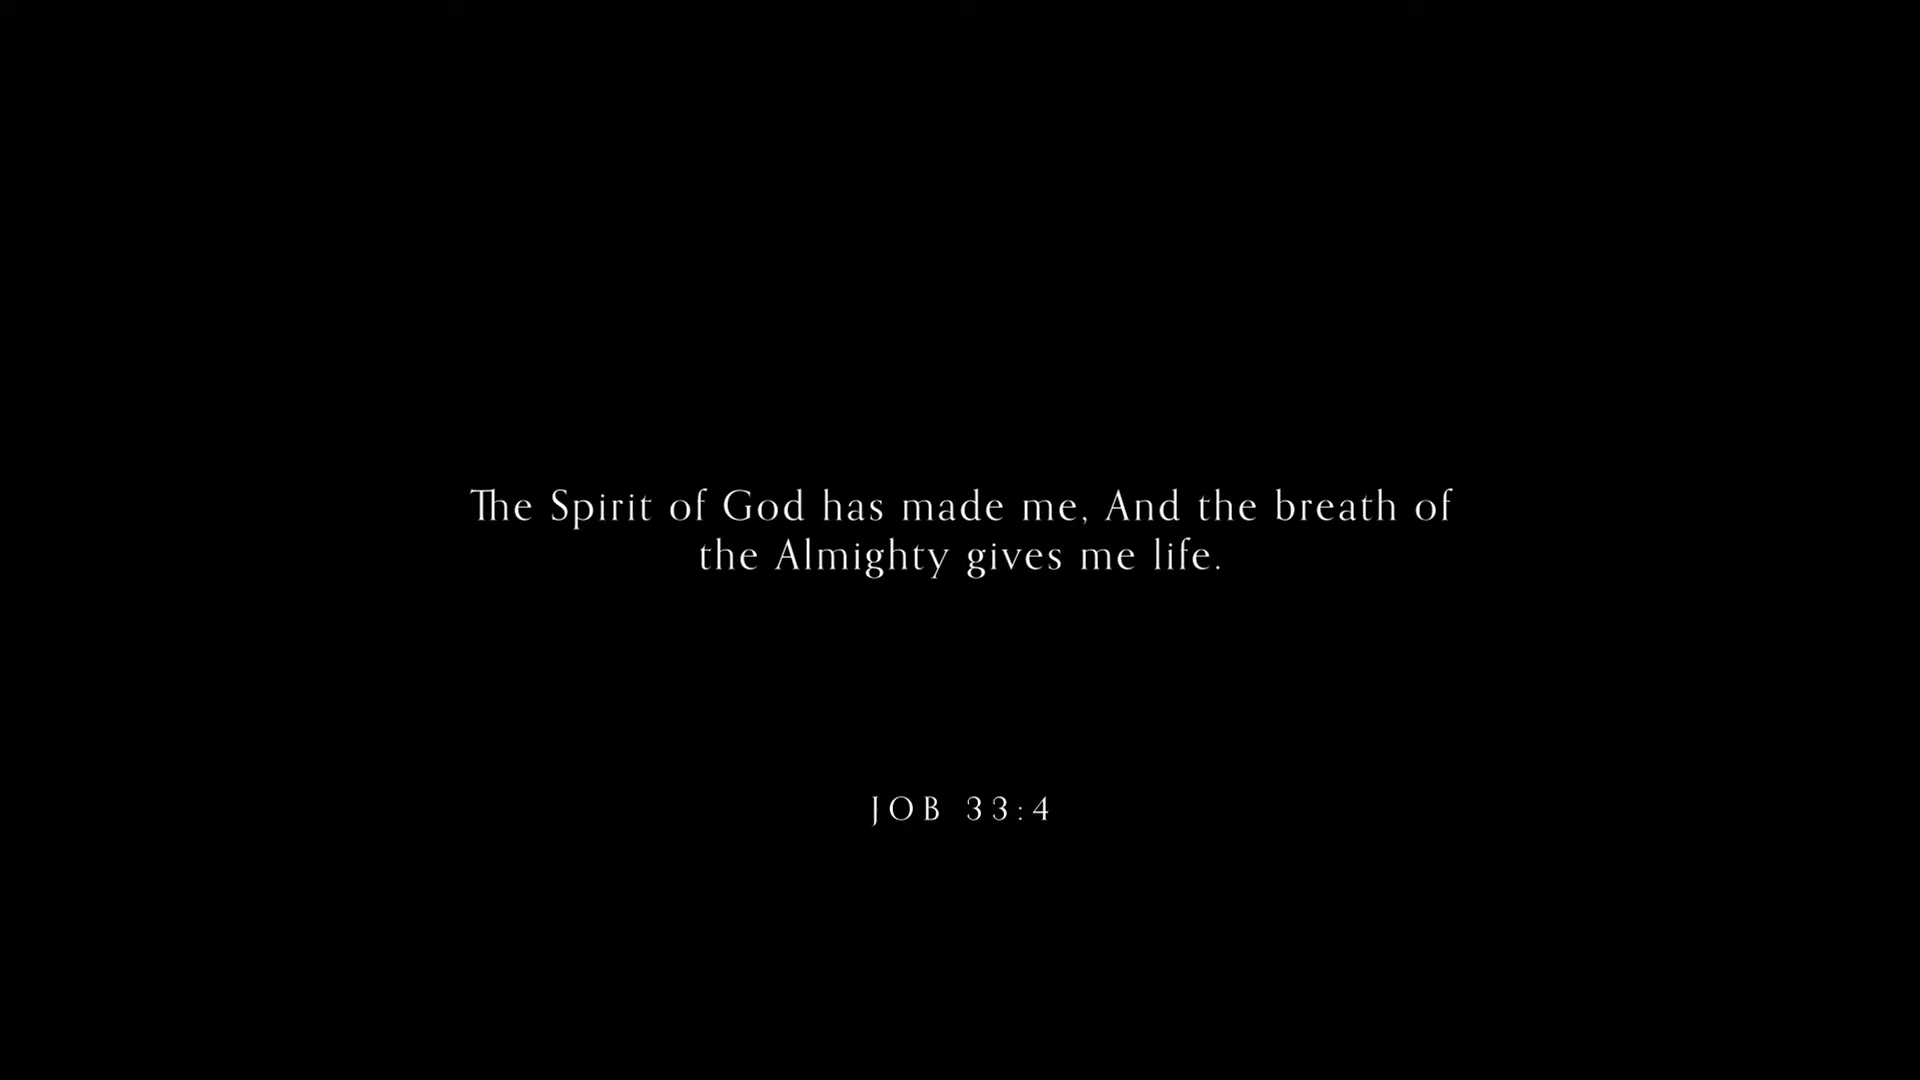 The Spirit of God has made me, And the breath of
the Almighty gives me life.
JOB 33:4